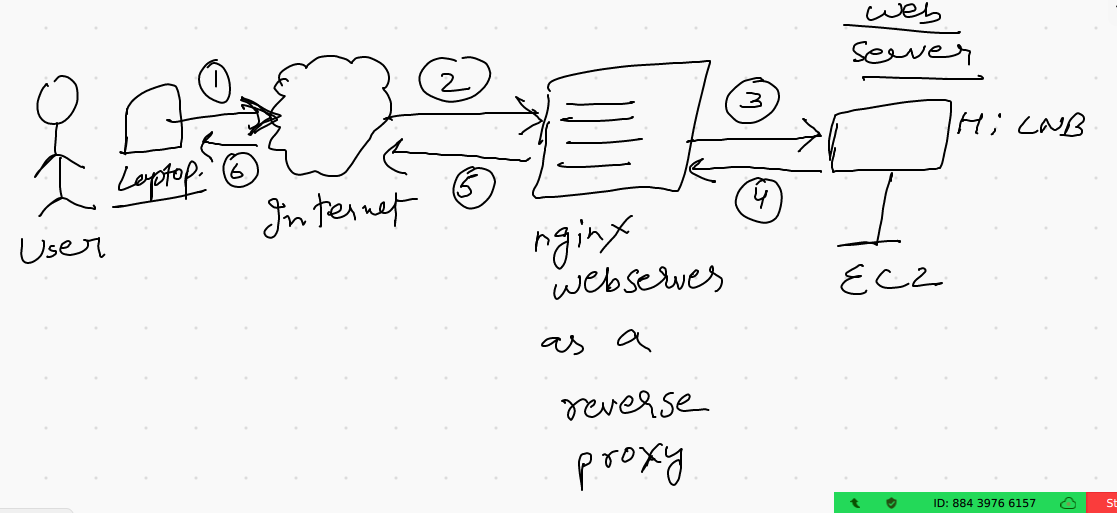 Web
Server
1
2
3
Hi LNB
Laptop.
6
5
4
Internet
User
nginx
webserver
as a
reverse
proxy
EC2
ID: 884 3976 6157
St